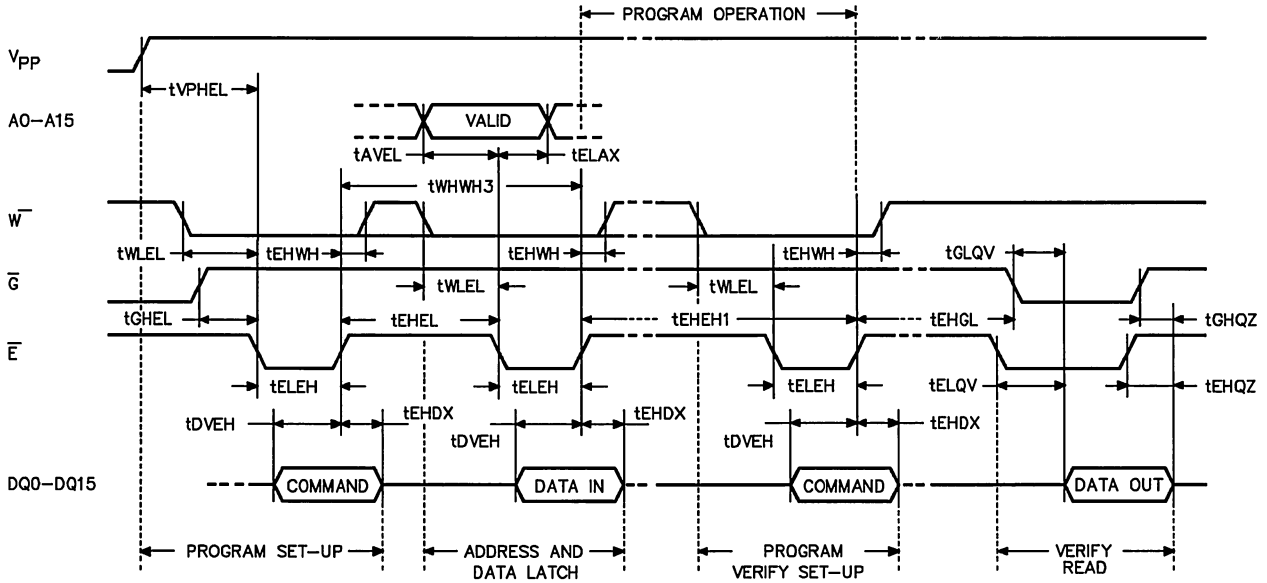 PROGRAM OPERATION
VPP
tVPHEL
A0-A15
VALID
tAVEL
tELAX
tWHWH3
W
tWLEL
tEHWH
tEHWH
tEHWH
tGLQV
G
tWLEL
tWLEL
tGHEL
tEHEL
tEHEH1
tEHGL
tGHQZ
E
tELEH
tELEH
tELEH
tELQV
tEHQZ
tDVEH
tEHDX
tDVEH
tEHDX
tDVEH
tEHDX
DQ0-DQ15
COMMAND
DATA IN
COMMAND
DATA OUT
PROGRAM SET-UP
ADDRESS AND
DATA LATCH
PROGRAM
VERIFY SET-UP
VERIFY
READ